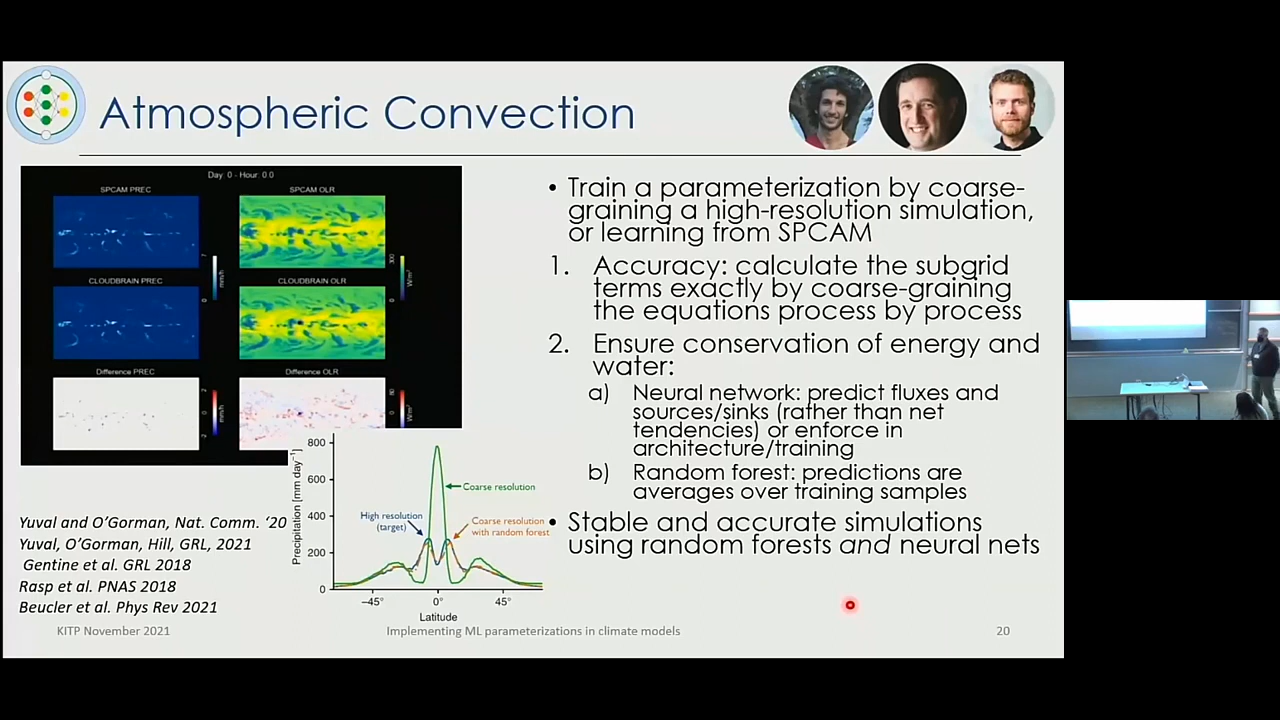 Atmospheric Convection
Day: 0 - Hour: 0.0
SPCAM PREC
SPCAM OLR
CLOUDBRAIN PREC
CLOUDBRAIN OLR
Difference PREC
Difference OLR
Precipitation [mm day⁻¹]
800
600
400
200
0
Coarse resolution
High resolution
(target)
Coarse resolution
with random forest
−45°
0°
45°
Latitude
Yuval and O’Gorman, Nat. Comm. ‘20
Yuval, O’Gorman, Hill, GRL, 2021
Gentine et al. GRL 2018
Rasp et al. PNAS 2018
Beucler et al. Phys Rev 2021
• Train a parameterization by coarse-
graining a high-resolution simulation,
or learning from SPCAM
1. Accuracy: calculate the subgrid
terms exactly by coarse-graining
the equations process by process
2. Ensure conservation of energy and
water:
a) Neural network: predict fluxes and
sources/sinks (rather than net
tendencies) or enforce in
architecture/training
b) Random forest: predictions are
averages over training samples
• Stable and accurate simulations
using random forests and neural nets
KITP November 2021
Implementing ML parameterizations in climate models
20